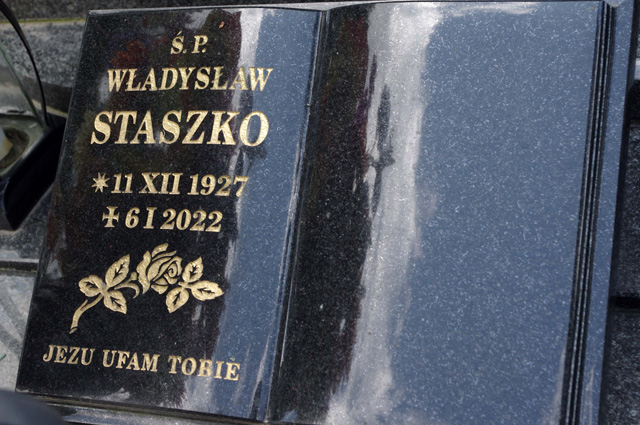 Ś. P.
WŁADYSŁAW
STASZKO
* 11 XII 1927
✝ 6 I 2022
JEZU UFAM TOBIE